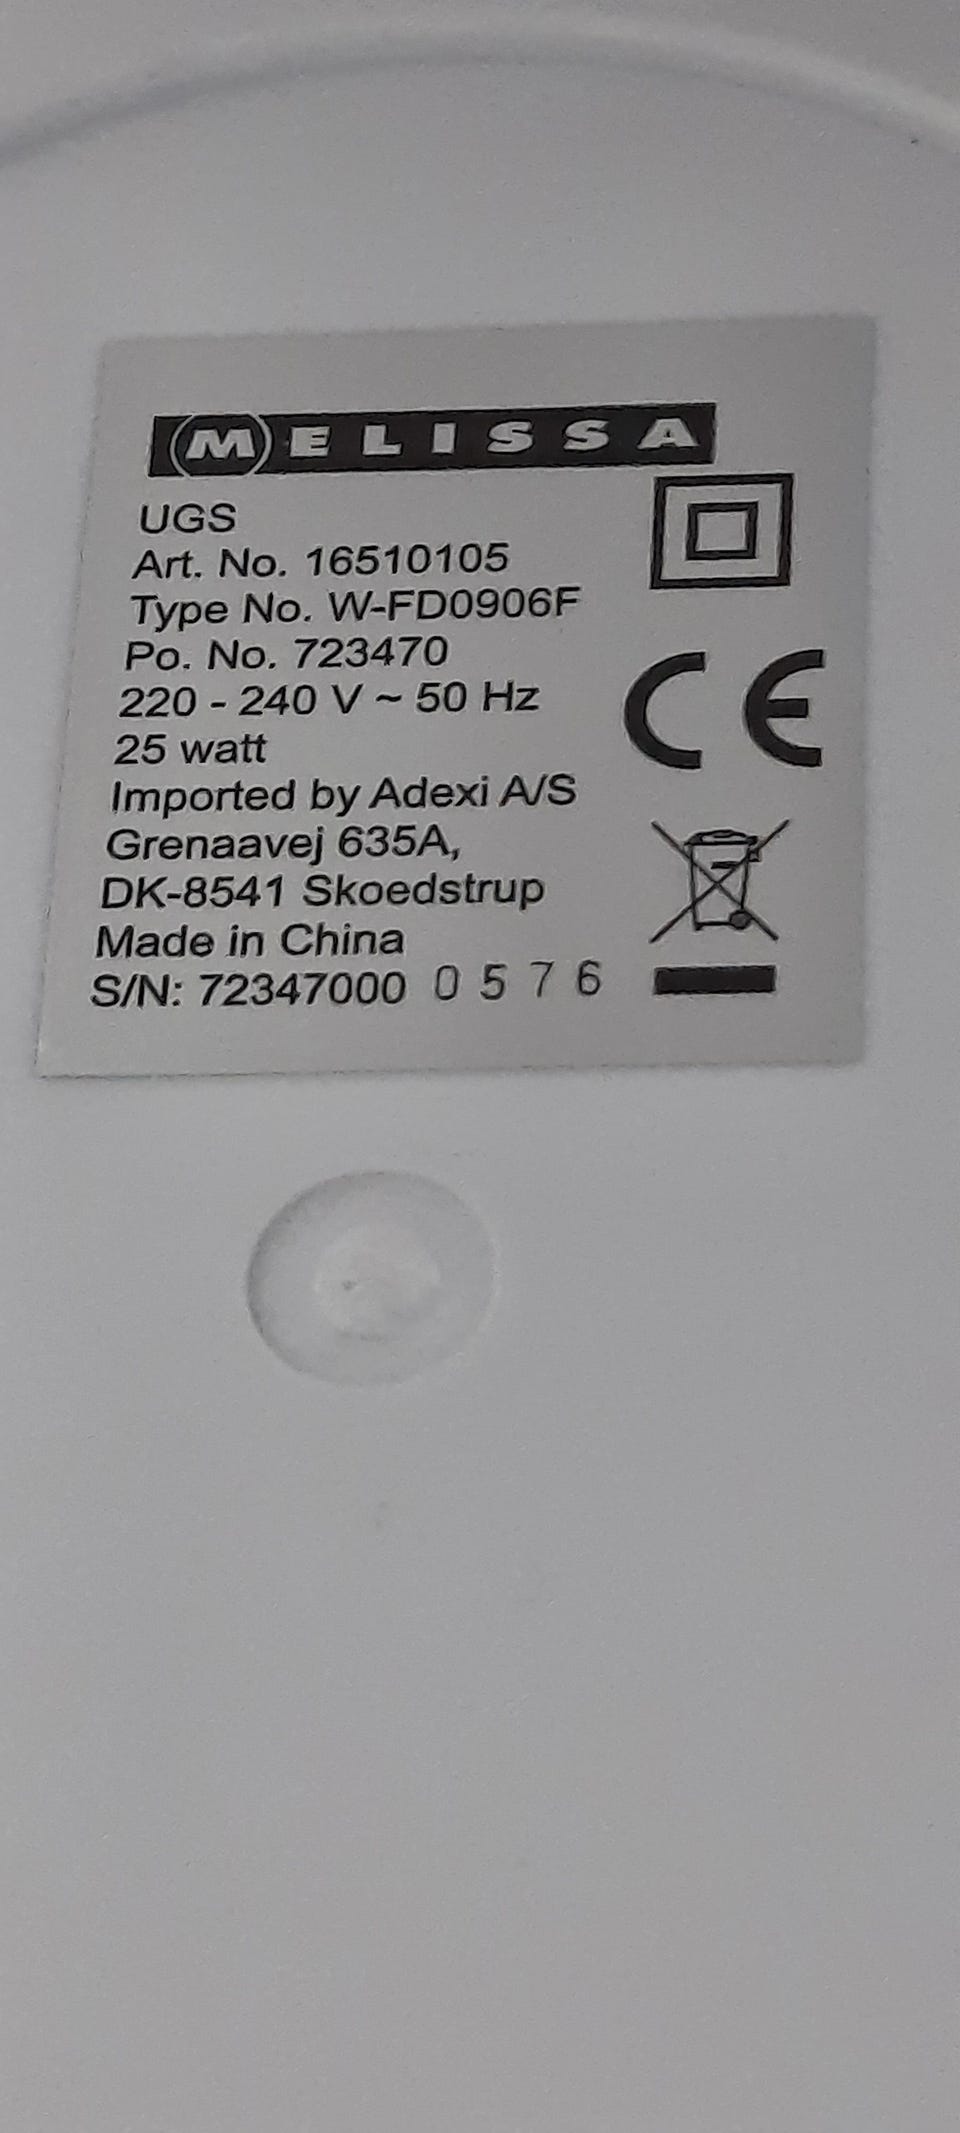 MELISSA
UGS
Art. No. 16510105
Type No. W-FD0906F
Po. No. 723470
220 - 240 V ~ 50 Hz
25 watt
Imported by Adexi A/S
Grenaavej 635A,
DK-8541 Skoedstrup
Made in China
S/N: 72347000 0576
CE